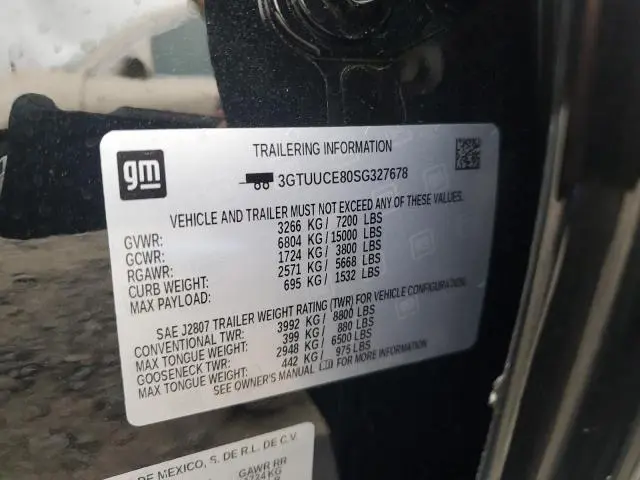 gm
TRAILERING INFORMATION
3GTUUCE80SG327678
VEHICLE AND TRAILER MUST NOT EXCEED ANY OF THESE VALUES.
GVWR: 3266 KG/ 7200 LBS
GCWR: 6804 KG/15000 LBS
RGAWR: 1724 KG/ 3800 LBS
CURB WEIGHT: 2571 KG/ 5668 LBS
MAX PAYLOAD: 695 KG/ 1532 LBS
SAE J2807 TRAILER WEIGHT RATING (TWR) FOR VEHICLE CONFIGURATION.
CONVENTIONAL TWR: 3992 KG/ 8800 LBS
MAX TONGUE WEIGHT: 399 KG/ 880 LBS
GOOSENECK TWR: 2948 KG/ 6500 LBS
MAX TONGUE WEIGHT: 442 KG/ 975 LBS
SEE OWNER'S MANUAL FOR MORE INFORMATION
DE MEXICO, S. DE R.L. DE C.V.
GAWR RR
1724 KG